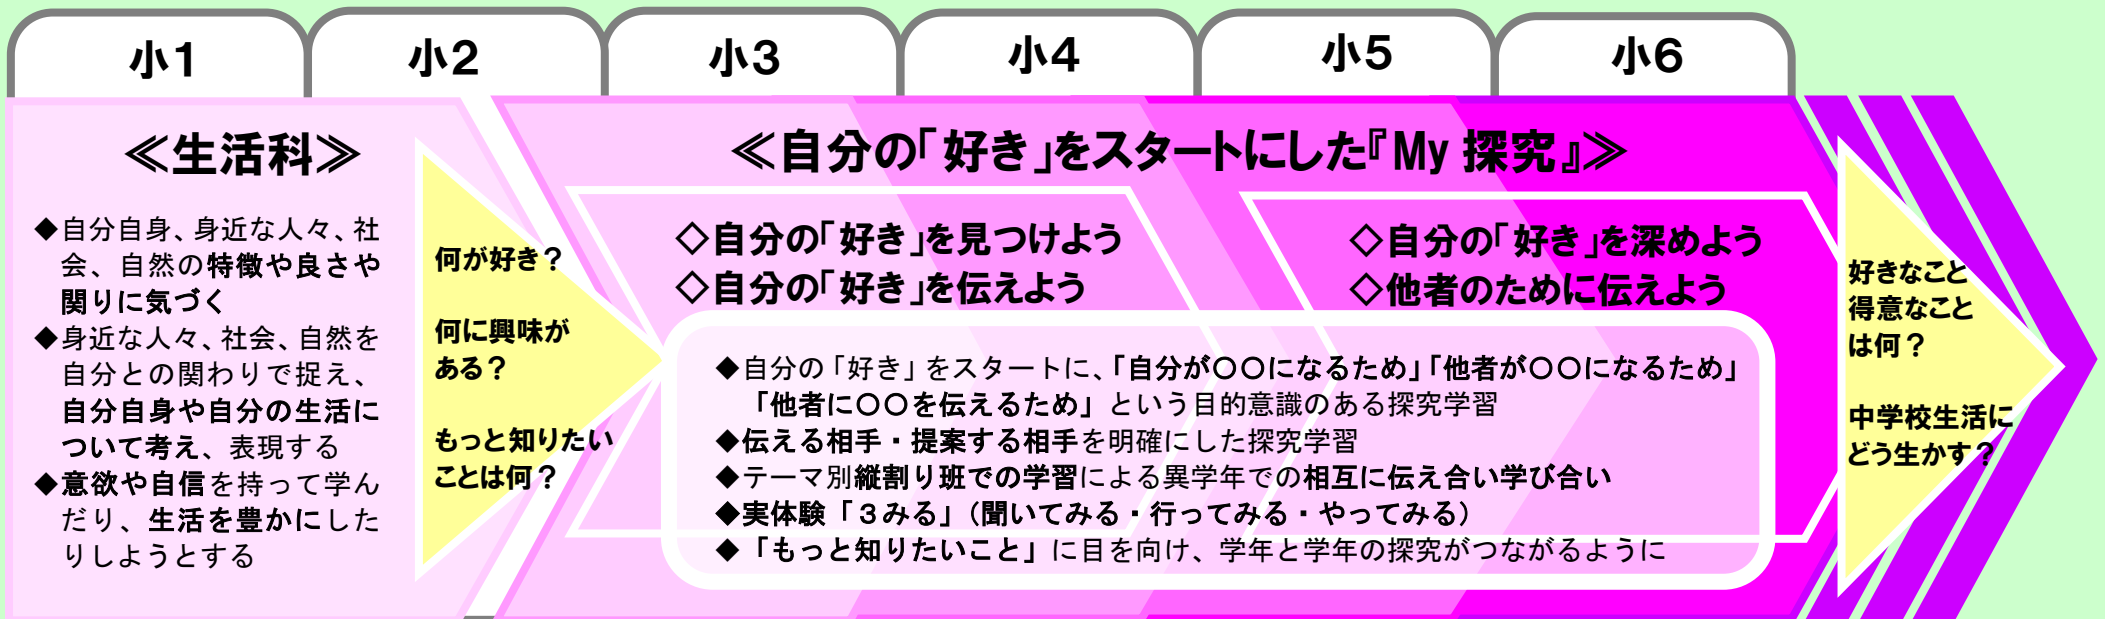 小1
小2
小3
小4
小5
小6
≪生活科≫
◆自分自身、身近な人々、社
会、自然の特徴や良さや
関りに気づく
◆身近な人々、社会、自然を
自分との関わりで捉え、
自分自身や自分の生活に
ついて考え、表現する
◆意欲や自信を持って学ん
だり、生活を豊かにした
りしようとする
何が好き？
何に興味が
ある？
もっと知りたい
ことは何？
≪自分の「好き」をスタートにした『My 探究』≫
◇自分の「好き」を見つけよう
◇自分の「好き」を伝えよう
◇自分の「好き」を深めよう
◇他者のために伝えよう
◆自分の「好き」をスタートに、「自分が〇〇になるため」「他者が〇〇になるため」
「他者に〇〇を伝えるため」という目的意識のある探究学習
◆伝える相手・提案する相手を明確にした探究学習
◆テーマ別縦割り班での学習による異学年での相互に伝え合い学び合い
◆実体験「３みる」（聞いてみる・行ってみる・やってみる）
◆「もっと知りたいこと」に目を向け、学年と学年の探究がつながるように
好きなこと
得意なこと
は何？
中学校生活に
どう生かす？